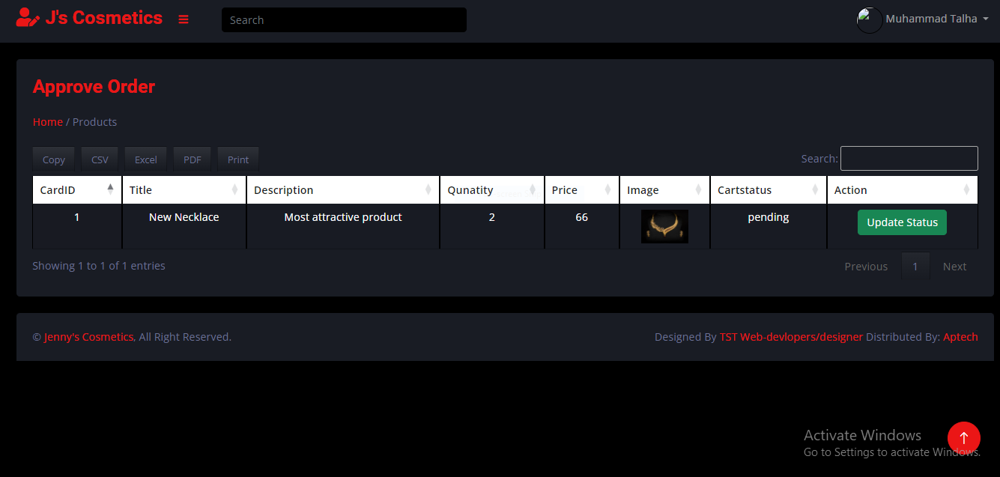 J's Cosmetics
Search
Muhammad Talha
Approve Order
Home / Products
Copy CSV Excel PDF Print
Search:
CardID Title Description Qunatity Price Image Cartstatus Action
1 New Necklace Most attractive product 2 66 pending Update Status
Showing 1 to 1 of 1 entries
Previous 1 Next
© Jenny's Cosmetics, All Right Reserved.
Designed By TST Web-devlopers/designer Distributed By: Aptech
Activate Windows
Go to Settings to activate Windows.